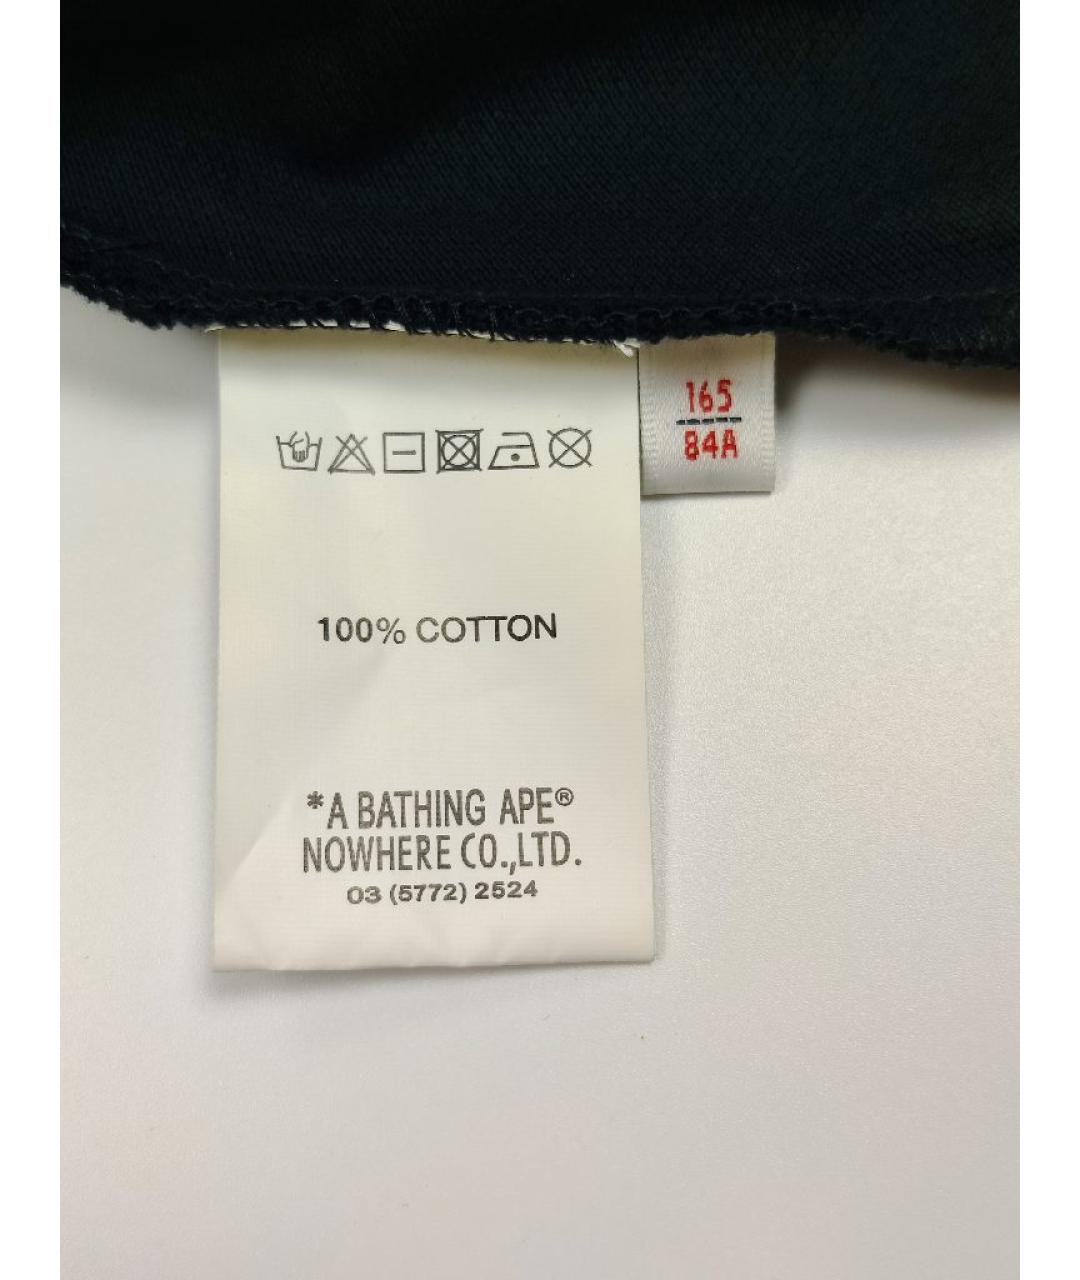 165
84A
100% COTTON
*A BATHING APE®
NOWHERE CO.,LTD.
03 (5772) 2524